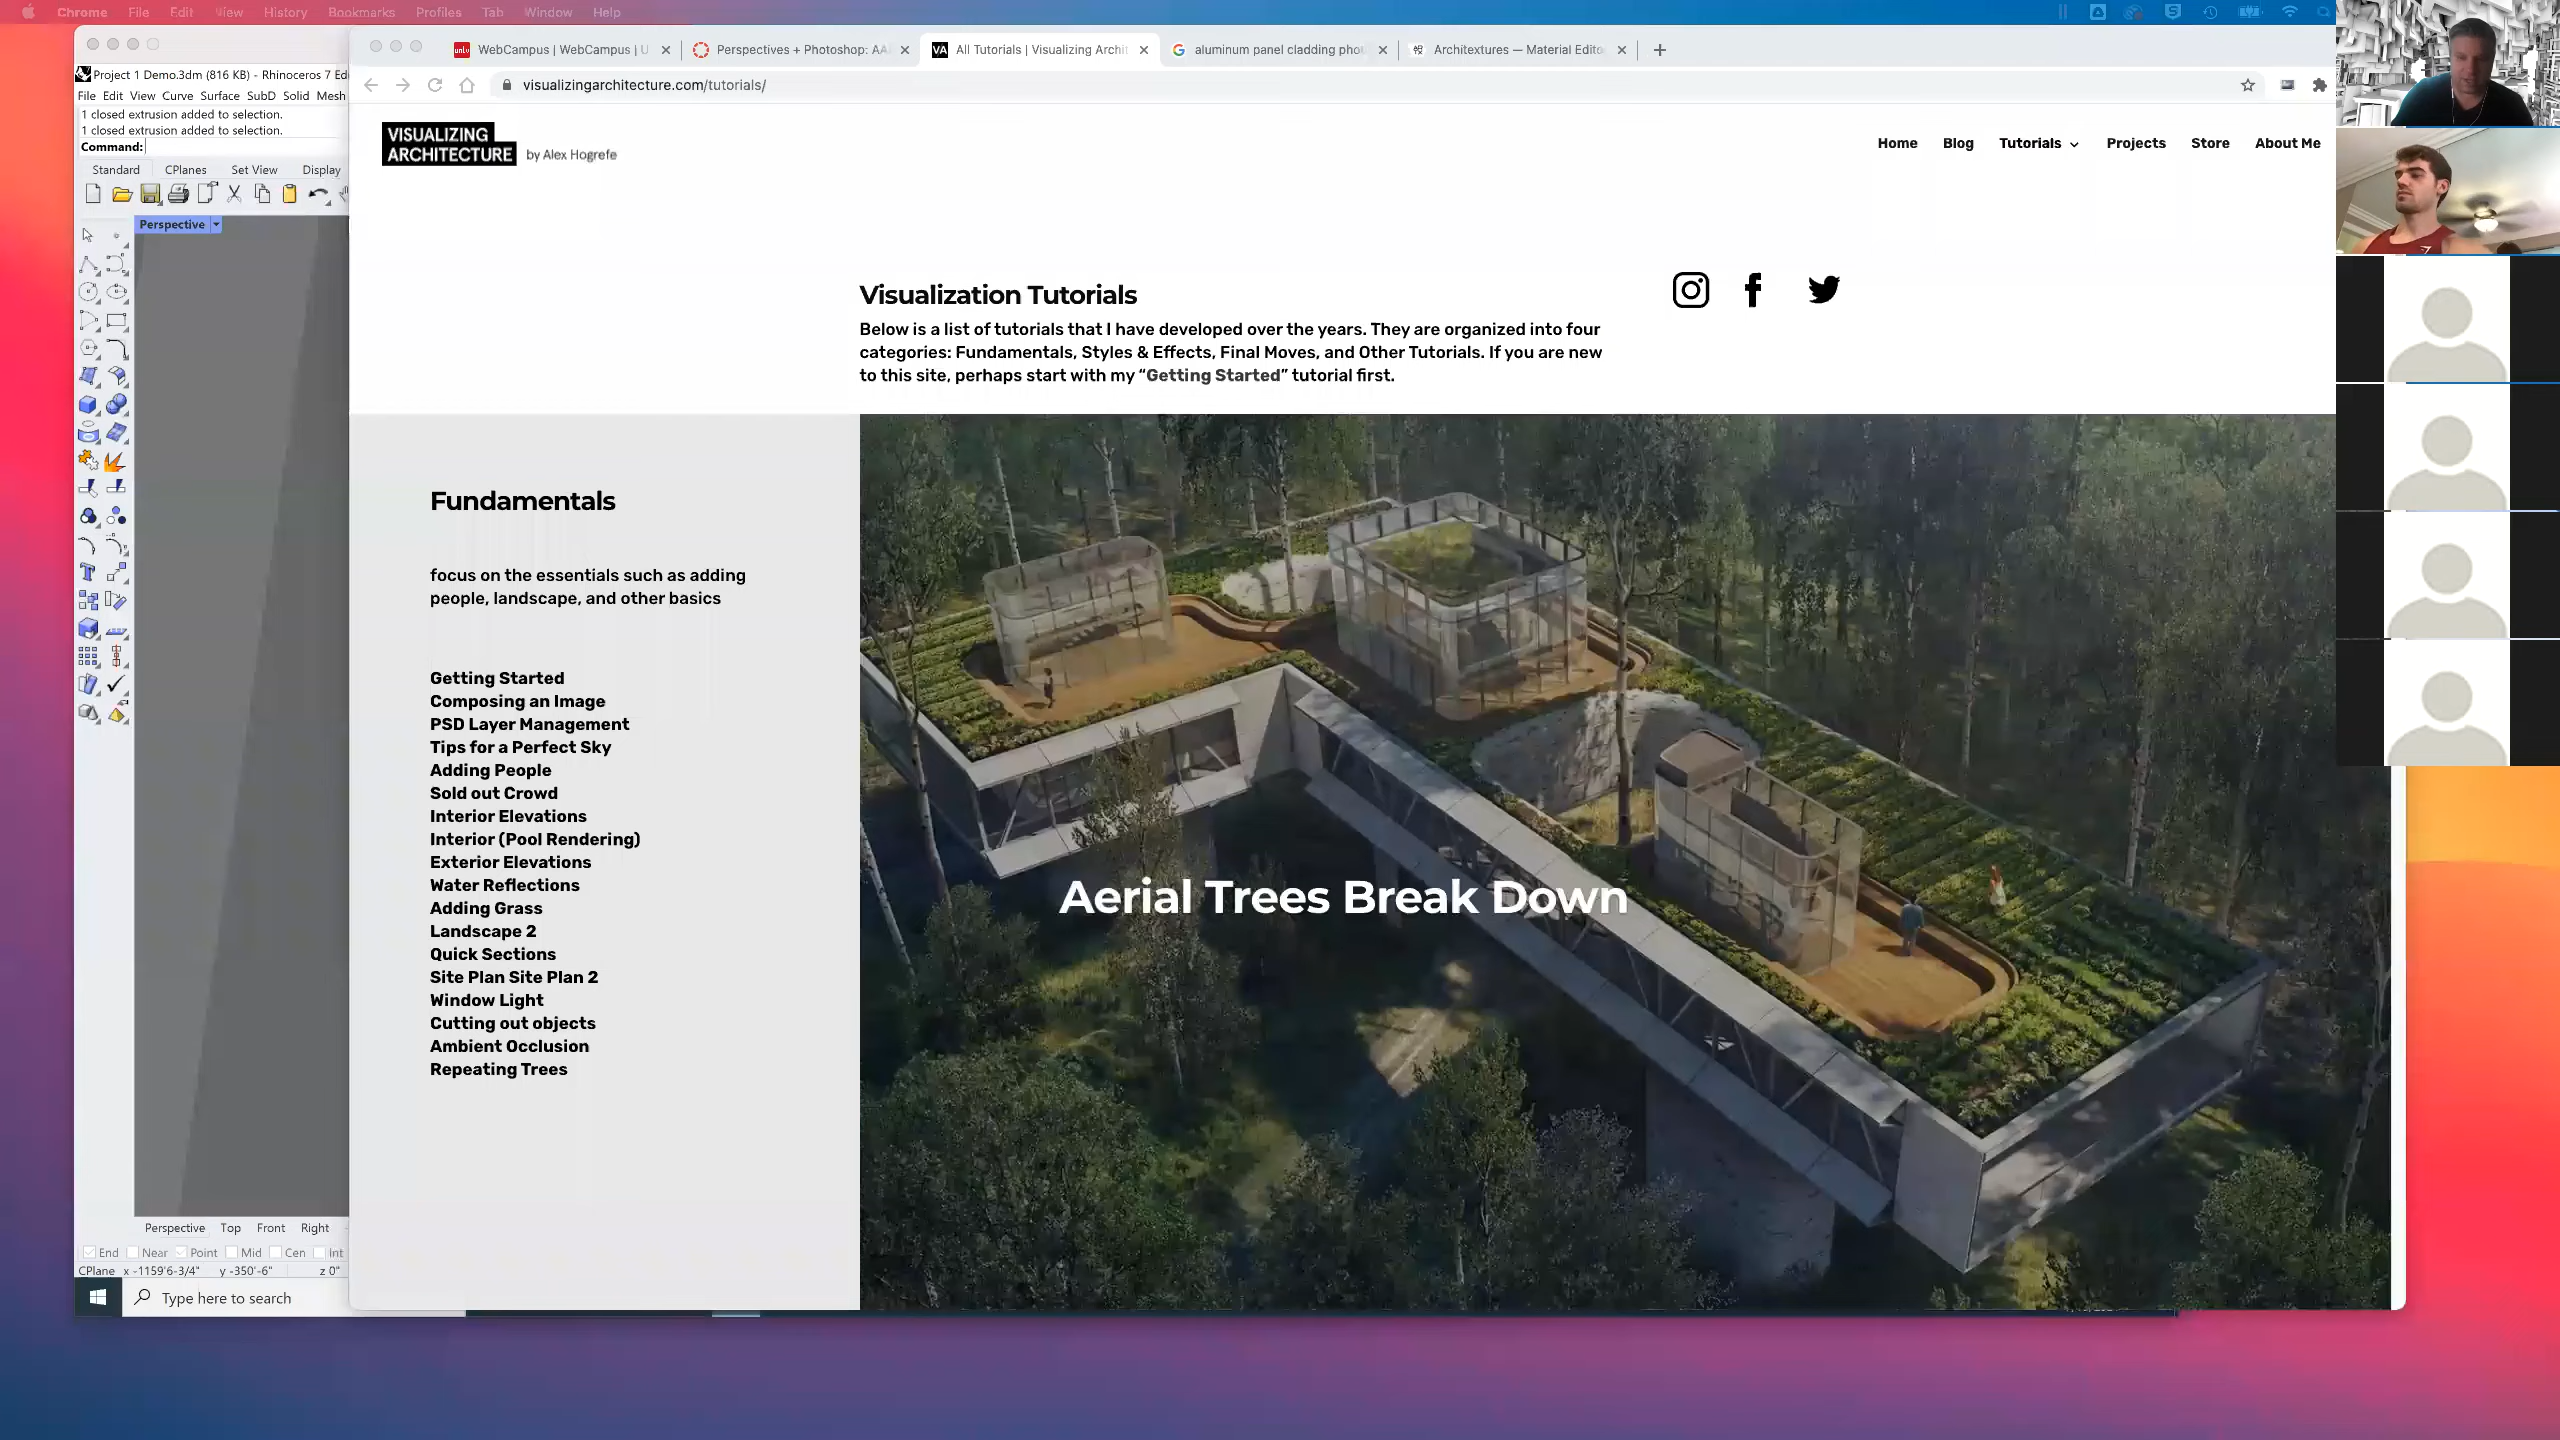 Chrome File Edit View History Bookmarks Profiles Tab Window Help
Project 1 Demo.3dm (816 KB) - Rhinoceros 7 Ed
File Edit View Curve Surface SubD Solid Mesh
1 closed extrusion added to selection.
1 closed extrusion added to selection.
Command:
Standard CPlanes Set View Display
Perspective
Perspective Top Front Right
End Near Point Mid Cen Int
CPlane x -1159'6-3/4" y -350'-6" z 0"
Type here to search
WebCampus | WebCampus | U
Perspectives + Photoshop: AA
All Tutorials | Visualizing Archit
aluminum panel cladding pho
Architextures — Material Edito
visualizingarchitecture.com/tutorials/
VISUALIZING
ARCHITECTURE by Alex Hogrefe
Home Blog Tutorials Projects Store About Me
Visualization Tutorials
Below is a list of tutorials that I have developed over the years. They are organized into four
categories: Fundamentals, Styles & Effects, Final Moves, and Other Tutorials. If you are new
to this site, perhaps start with my “Getting Started” tutorial first.
Fundamentals
focus on the essentials such as adding
people, landscape, and other basics
Getting Started
Composing an Image
PSD Layer Management
Tips for a Perfect Sky
Adding People
Sold out Crowd
Interior Elevations
Interior (Pool Rendering)
Exterior Elevations
Water Reflections
Adding Grass
Landscape 2
Quick Sections
Site Plan Site Plan 2
Window Light
Cutting out objects
Ambient Occlusion
Repeating Trees
Aerial Trees Break Down